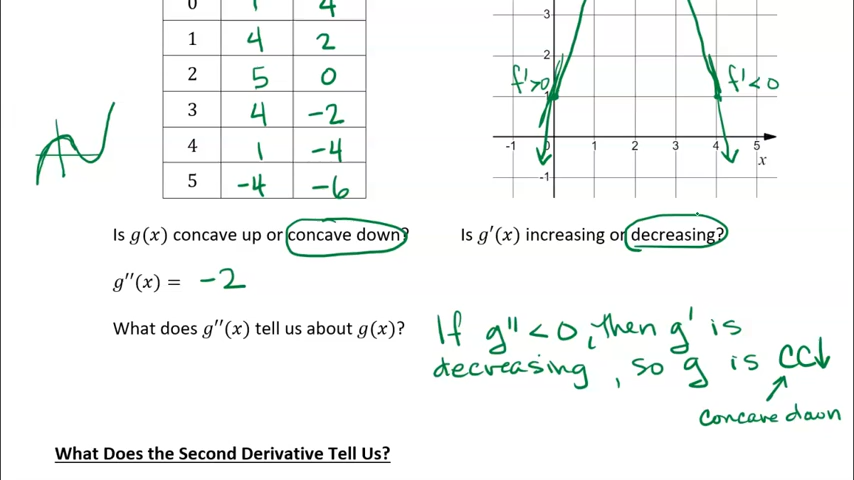 0 1 4
1 4 2
2 5 0
3 4 -2
4 1 -4
5 -4 -6
3
2
1
-1 0 1 2 3 4 5
x
-1
f'>0
f'<0
Is g(x) concave up or concave down?
Is g'(x) increasing or decreasing?
g''(x) = -2
What does g''(x) tell us about g(x)?
If g'' < 0, then g' is
decreasing, so g is CC↓
concave down
What Does the Second Derivative Tell Us?